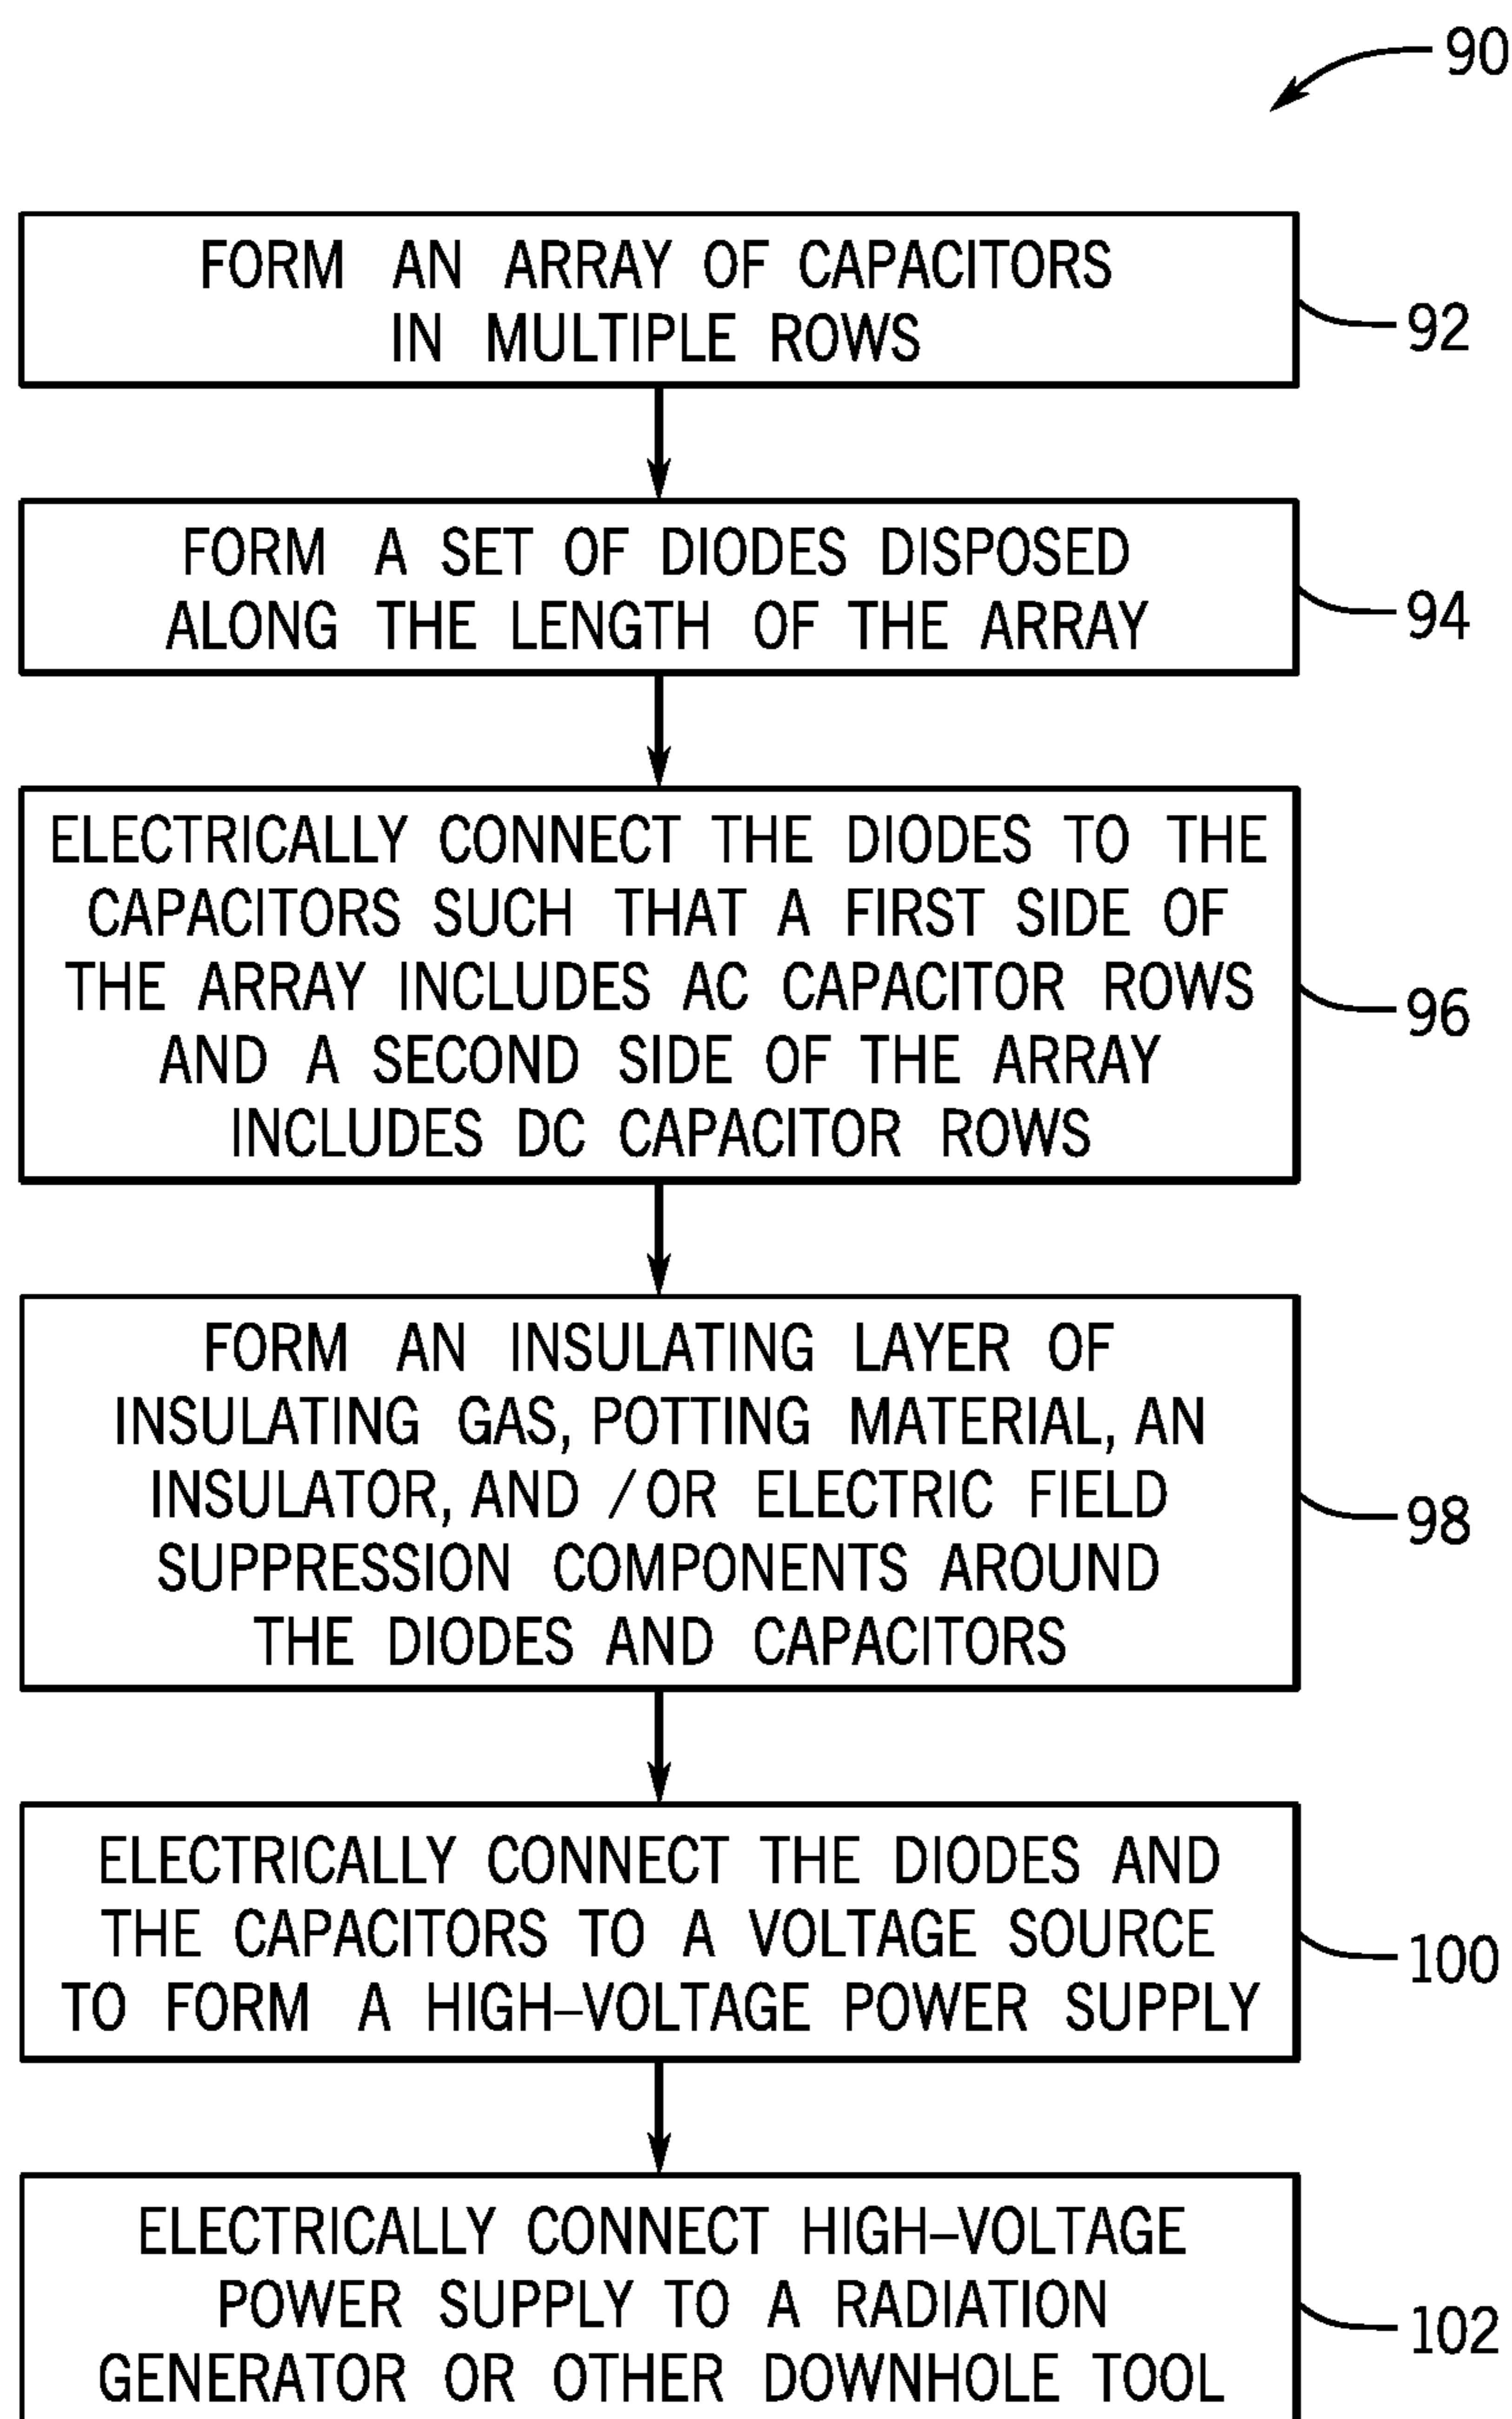 90
FORM AN ARRAY OF CAPACITORS
IN MULTIPLE ROWS
92
FORM A SET OF DIODES DISPOSED
ALONG THE LENGTH OF THE ARRAY
94
ELECTRICALLY CONNECT THE DIODES TO THE
CAPACITORS SUCH THAT A FIRST SIDE OF
THE ARRAY INCLUDES AC CAPACITOR ROWS
AND A SECOND SIDE OF THE ARRAY
INCLUDES DC CAPACITOR ROWS
96
FORM AN INSULATING LAYER OF
INSULATING GAS, POTTING MATERIAL, AN
INSULATOR, AND /OR ELECTRIC FIELD
SUPPRESSION COMPONENTS AROUND
THE DIODES AND CAPACITORS
98
ELECTRICALLY CONNECT THE DIODES AND
THE CAPACITORS TO A VOLTAGE SOURCE
TO FORM A HIGH–VOLTAGE POWER SUPPLY
100
ELECTRICALLY CONNECT HIGH–VOLTAGE
POWER SUPPLY TO A RADIATION
GENERATOR OR OTHER DOWNHOLE TOOL
102